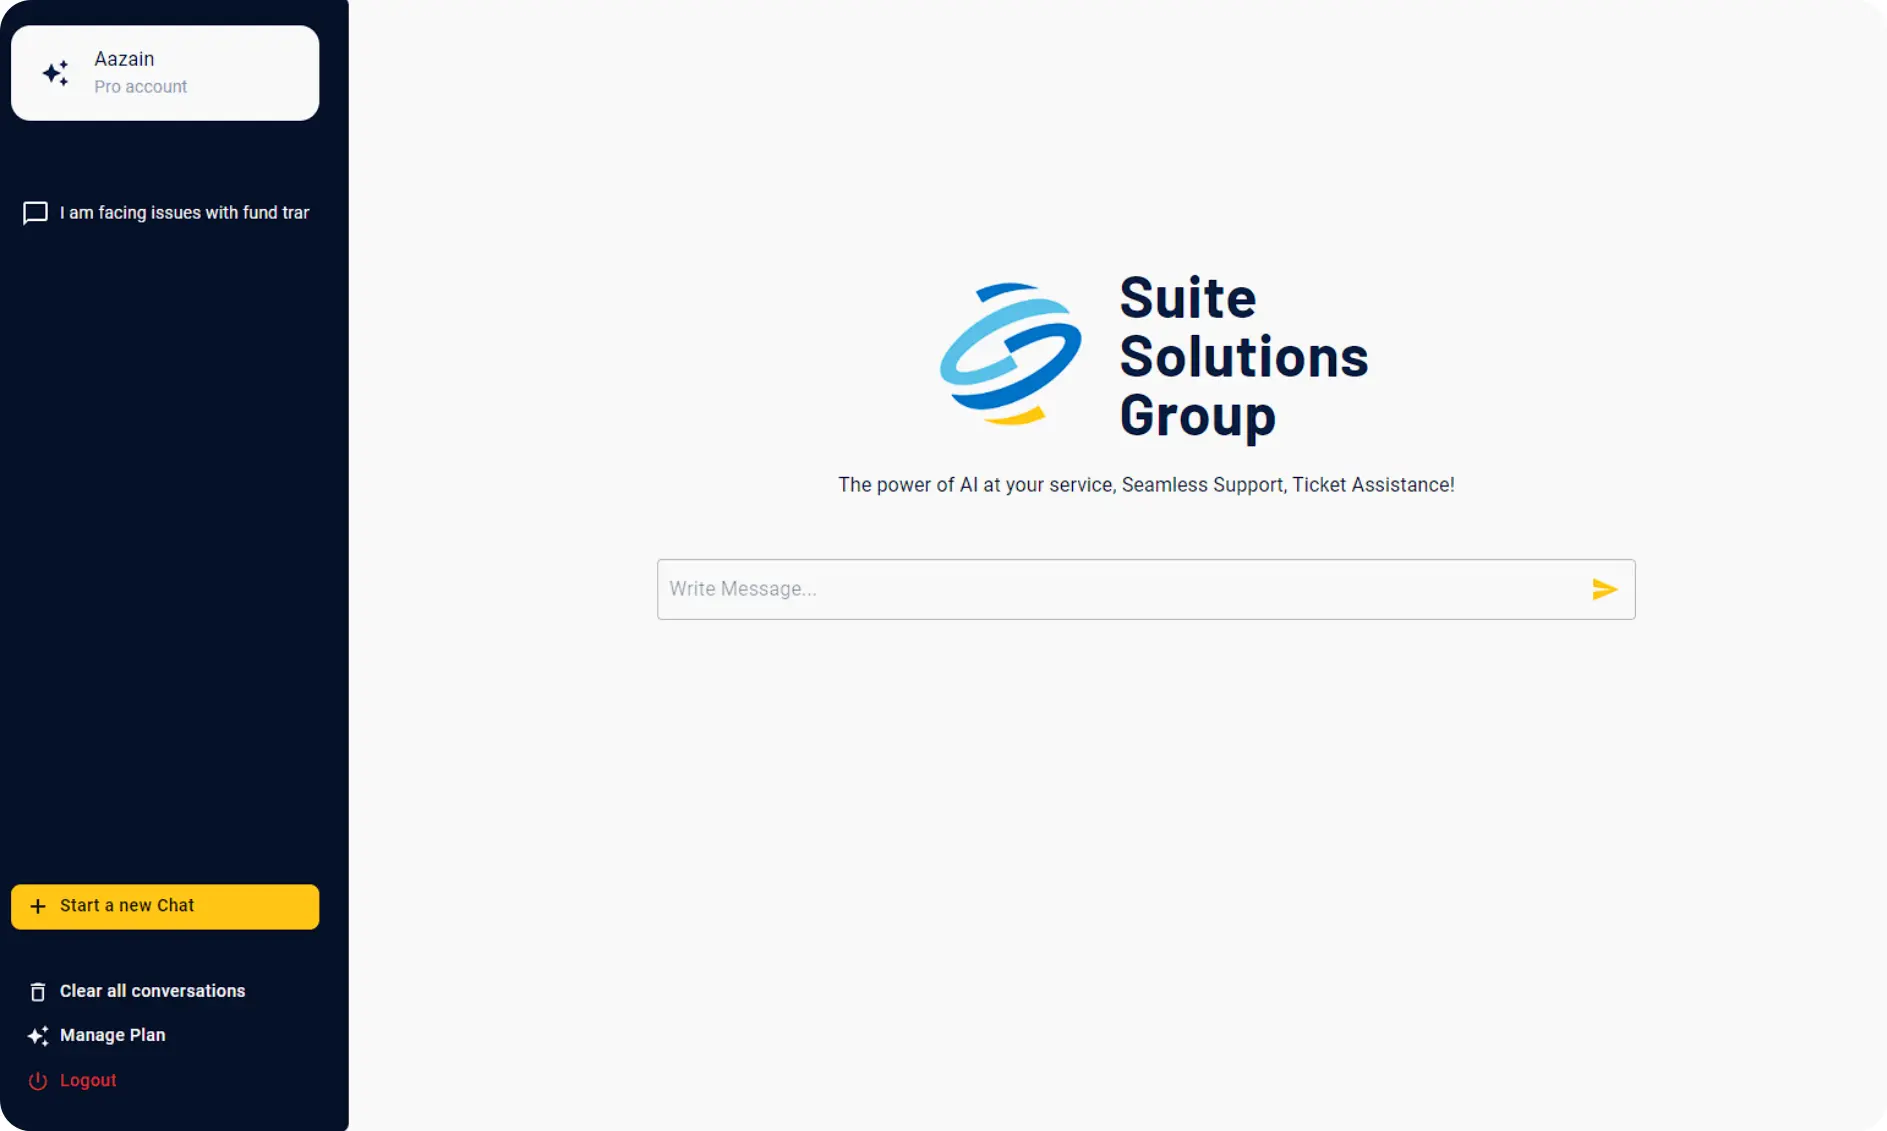 Aazain
Pro account
I am facing issues with fund trar
Start a new Chat
Clear all conversations
Manage Plan
Logout
Suite
Solutions
Group
The power of AI at your service, Seamless Support, Ticket Assistance!
Write Message...